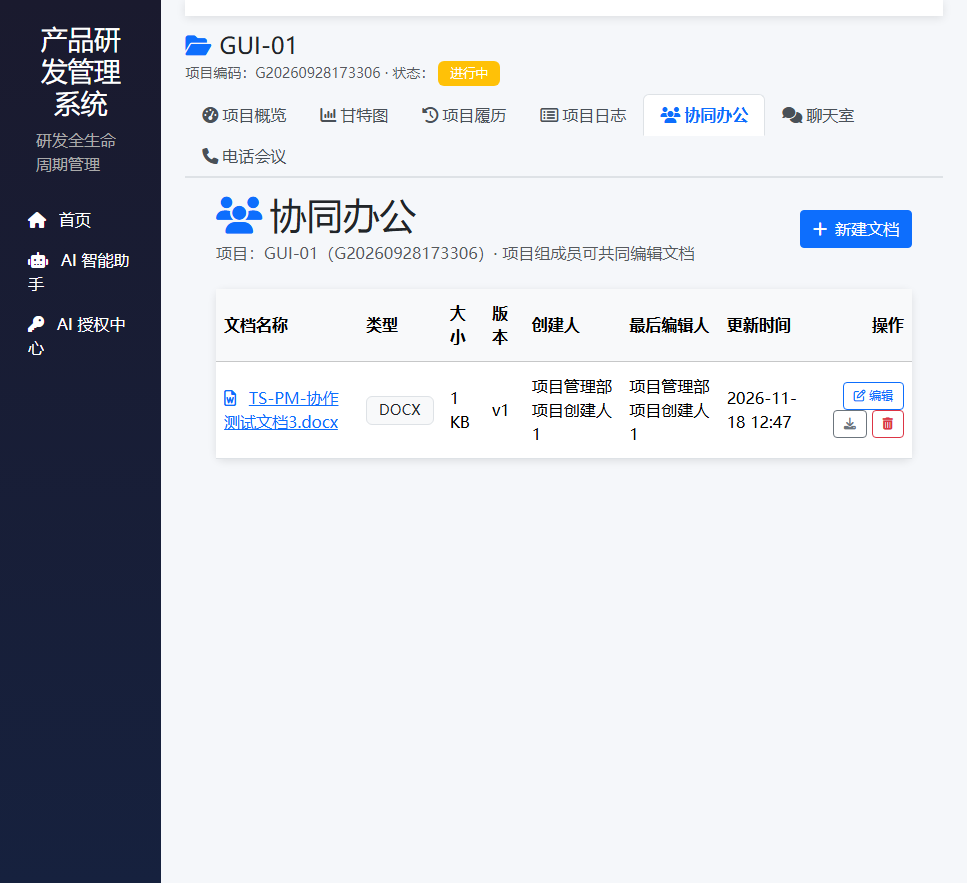 产品研
发管理
系统
研发全生命
周期管理
首页
AI 智能助
手
AI 授权中
心
GUI-01
项目编码：G20260928173306 · 状态： 进行中
项目概览 甘特图 项目履历 项目日志 协同办公 聊天室
电话会议
协同办公
项目：GUI-01（G20260928173306）· 项目组成员可共同编辑文档
新建文档
文档名称 类型 大小 版本 创建人 最后编辑人 更新时间 操作
TS-PM-协作
测试文档3.docx
DOCX
1
KB
v1
项目管理部
项目创建人
1
项目管理部
项目创建人
1
2026-11-
18 12:47
编辑